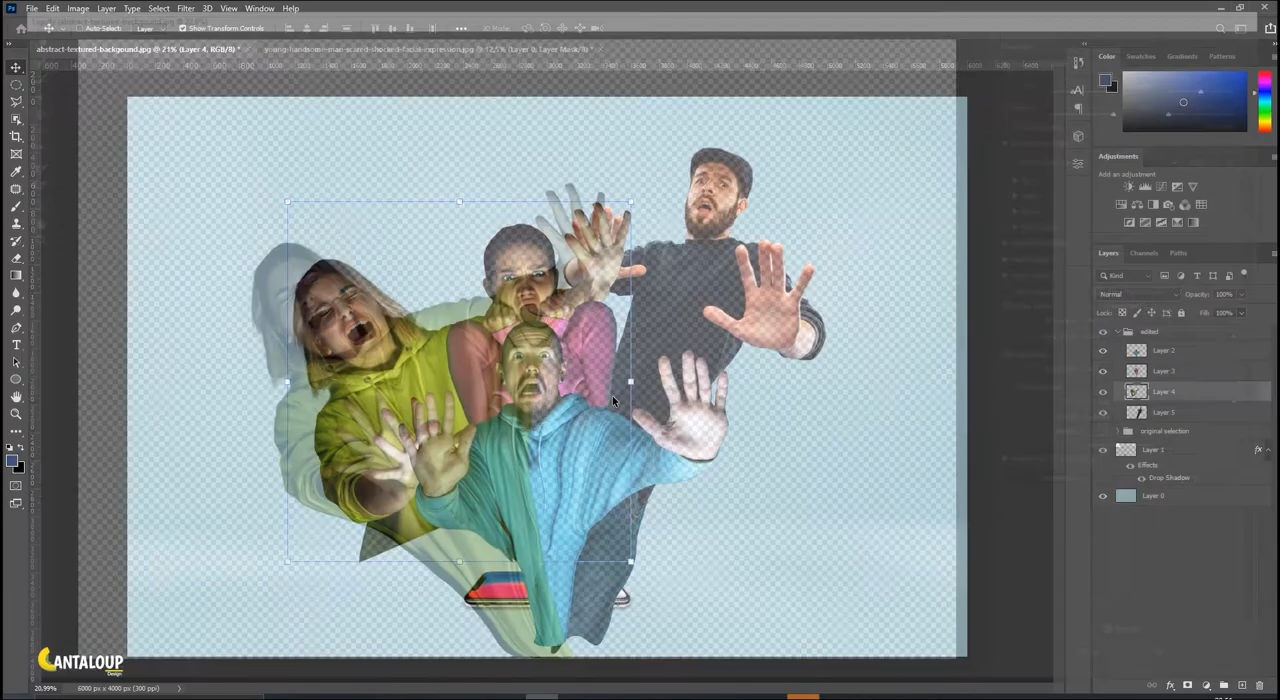 Ps File Edit Image Layer Type Select Filter 3D View Window Help
Auto-Select: Layer Show Transform Controls
abstract-textured-backgound.jpg @ 21% (Layer 4, RGB/8) * × young-handsome-man-scared-shocked-facial-expression.jpg @ 12,5% (Layer 0, Layer Mask/8) * ×
Color Swatches Gradients Patterns
Adjustments
Add an adjustment
Layers Channels Paths
Kind
Normal Opacity: 100%
Lock: Fill: 100%
edited
Layer 2
Layer 3
Layer 4
Layer 5
original selection
Layer 1 fx
Effects
Drop Shadow
Layer 0
CANTALOUP
Design
20,99% 6000 px x 4000 px (300 ppi)